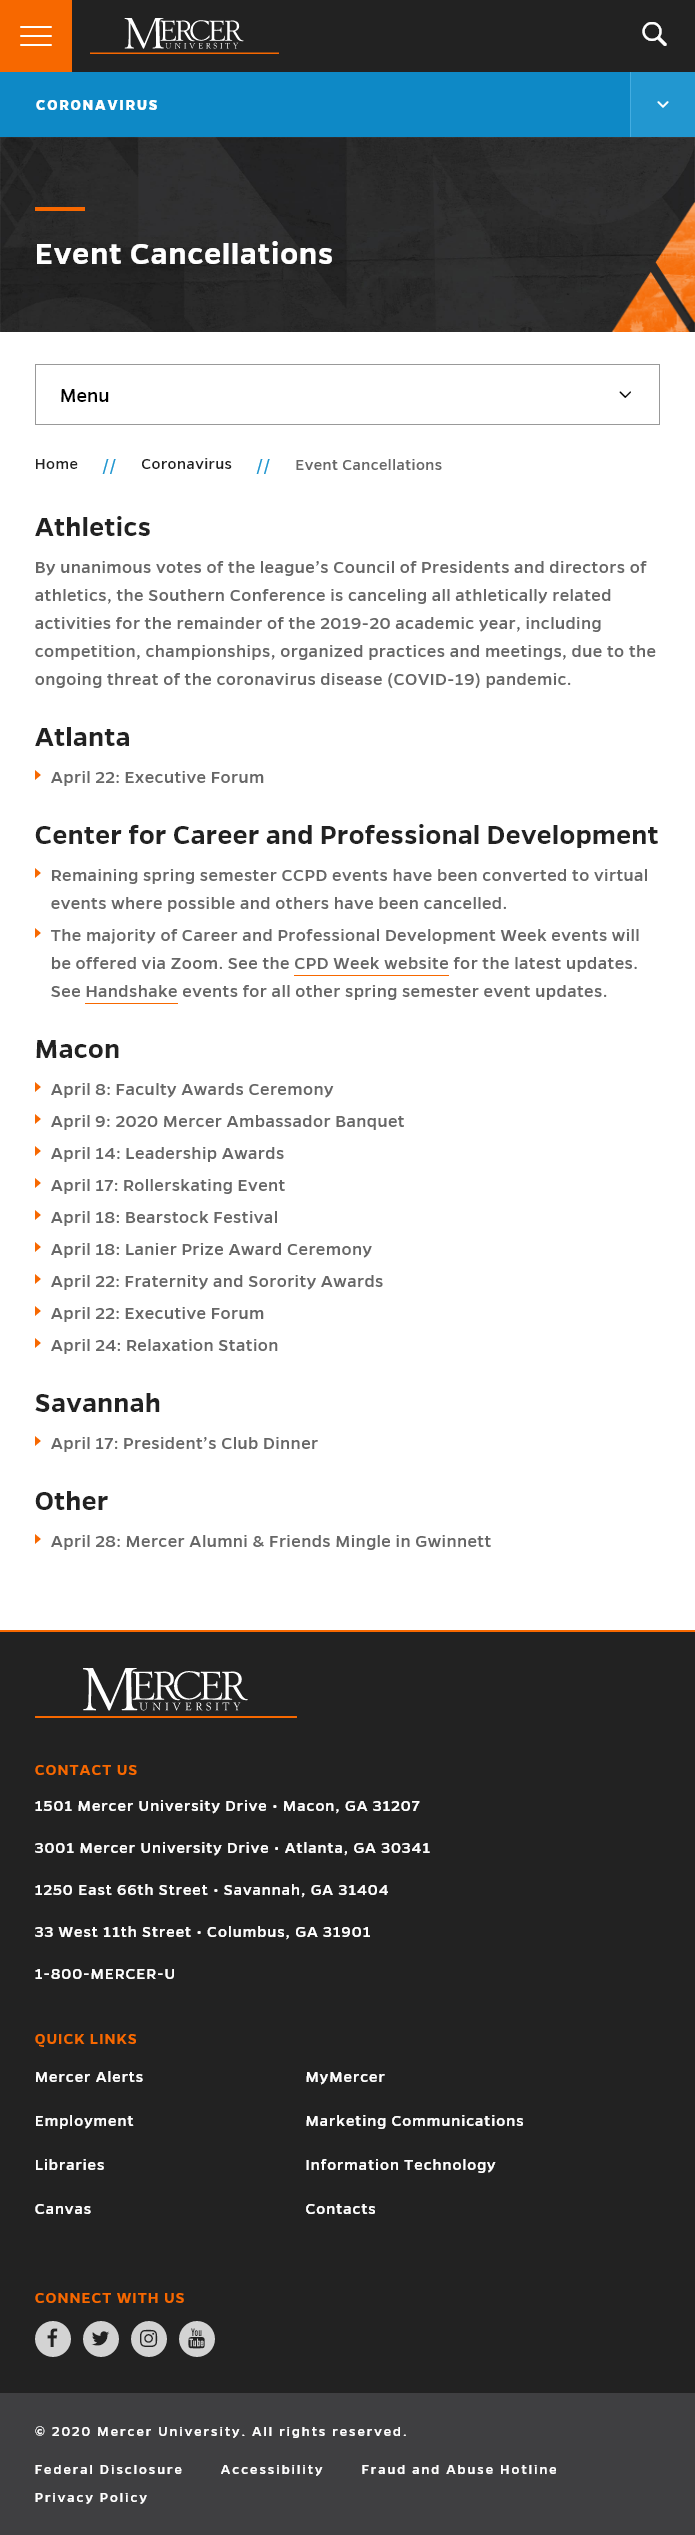 MERCER
UNIVERSITY
CORONAVIRUS
Event Cancellations
Menu
Home // Coronavirus // Event Cancellations
Athletics
By unanimous votes of the league’s Council of Presidents and directors of
athletics, the Southern Conference is canceling all athletically related
activities for the remainder of the 2019-20 academic year, including
competition, championships, organized practices and meetings, due to the
ongoing threat of the coronavirus disease (COVID-19) pandemic.
Atlanta
April 22: Executive Forum
Center for Career and Professional Development
Remaining spring semester CCPD events have been converted to virtual
events where possible and others have been cancelled.
The majority of Career and Professional Development Week events will
be offered via Zoom. See the CPD Week website for the latest updates.
See Handshake events for all other spring semester event updates.
Macon
April 8: Faculty Awards Ceremony
April 9: 2020 Mercer Ambassador Banquet
April 14: Leadership Awards
April 17: Rollerskating Event
April 18: Bearstock Festival
April 18: Lanier Prize Award Ceremony
April 22: Fraternity and Sorority Awards
April 22: Executive Forum
April 24: Relaxation Station
Savannah
April 17: President’s Club Dinner
Other
April 28: Mercer Alumni & Friends Mingle in Gwinnett
MERCER
UNIVERSITY
CONTACT US
1501 Mercer University Drive • Macon, GA 31207
3001 Mercer University Drive • Atlanta, GA 30341
1250 East 66th Street • Savannah, GA 31404
33 West 11th Street • Columbus, GA 31901
1-800-MERCER-U
QUICK LINKS
Mercer Alerts MyMercer
Employment Marketing Communications
Libraries Information Technology
Canvas Contacts
CONNECT WITH US
You
Tube
© 2020 Mercer University. All rights reserved.
Federal Disclosure Accessibility Fraud and Abuse Hotline
Privacy Policy